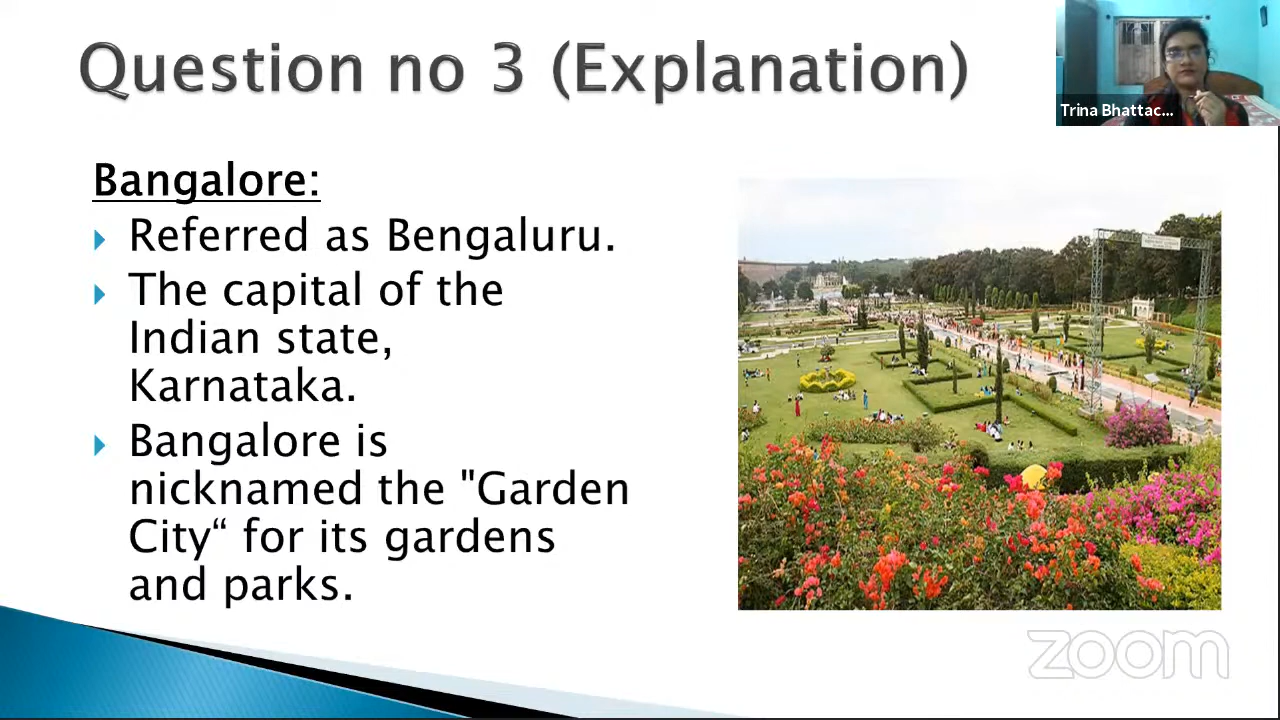 Question no 3 (Explanation)
Trina Bhattac...
Bangalore:
Referred as Bengaluru.
The capital of the
Indian state,
Karnataka.
Bangalore is
nicknamed the "Garden
City“ for its gardens
and parks.
zoom